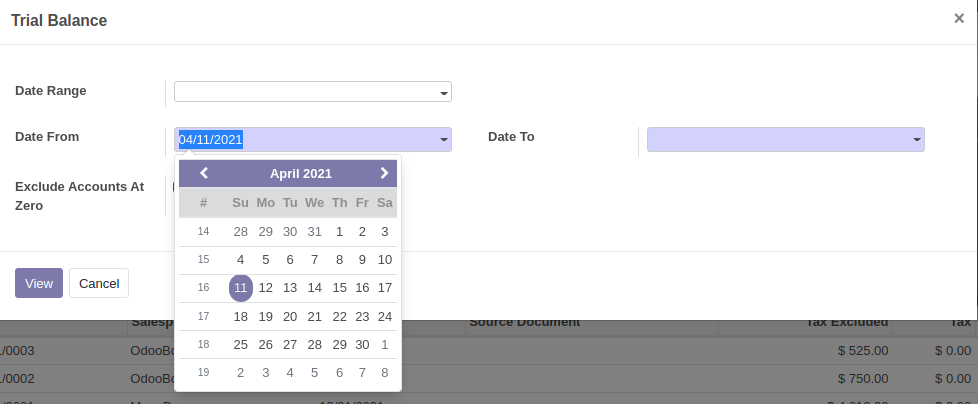 Trial Balance ×
Date Range
Date From 04/11/2021 Date To
April 2021
# Su Mo Tu We Th Fr Sa
14 28 29 30 31 1 2 3
15 4 5 6 7 8 9 10
16 11 12 13 14 15 16 17
17 18 19 20 21 22 23 24
18 25 26 27 28 29 30 1
19 2 3 4 5 6 7 8
Exclude Accounts At
Zero
View Cancel
Salesp Source Document Tax Excluded Tax
1/0003 OdooBo $ 525.00 $ 0.00
1/0002 OdooBo $ 750.00 $ 0.00